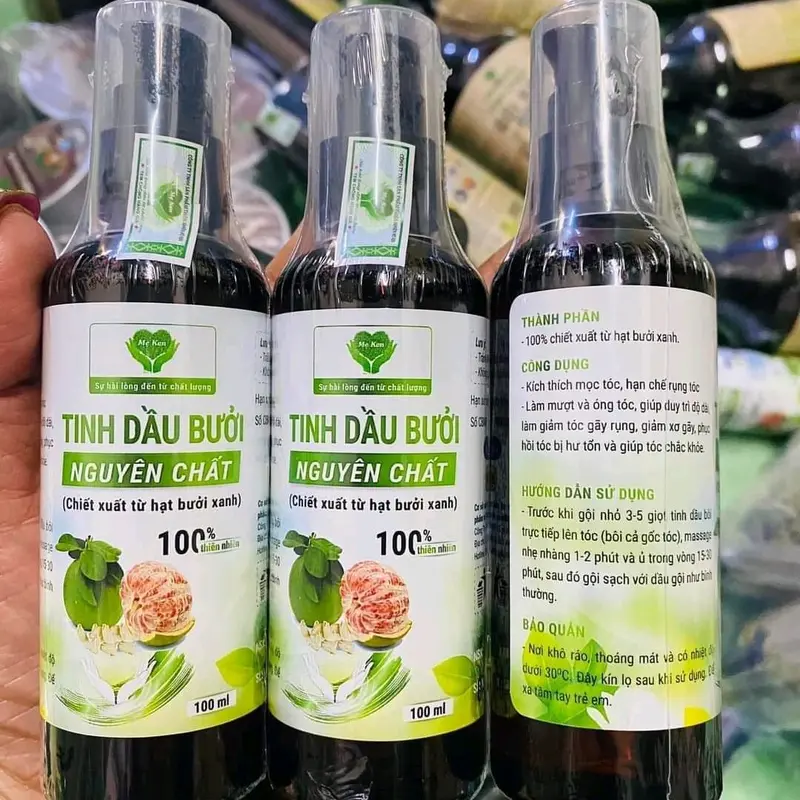 Mẹ Ken
Sự hài lòng đến từ chất lượng
TINH DẦU BƯỞI
NGUYÊN CHẤT
(Chiết xuất từ hạt bưởi xanh)
100%
thiên nhiên
100 ml
Mẹ Ken
Sự hài lòng đến từ chất lượng
TINH DẦU BƯỞI
NGUYÊN CHẤT
(Chiết xuất từ hạt bưởi xanh)
100%
thiên nhiên
100 ml
THÀNH PHẦN
- 100% chiết xuất từ hạt bưởi xanh.
CÔNG DỤNG
- Kích thích mọc tóc, hạn chế rụng tóc
- Làm mượt và óng tóc, giúp duy trì độ dài,
làm giảm tóc gãy rụng, giảm xơ gãy, phục
hồi tóc bị hư tổn và giúp tóc chắc khỏe.
HƯỚNG DẪN SỬ DỤNG
- Trước khi gội nhỏ 3-5 giọt tinh dầu bôi
trực tiếp lên tóc (bôi cả gốc tóc), massage
nhẹ nhàng 1-2 phút và ủ trong vòng 15-30
phút, sau đó gội sạch với dầu gội như bình
thường.
BẢO QUẢN
- Nơi khô ráo, thoáng mát và có nhiệt độ
dưới 30ºC. Đậy kín lọ sau khi sử dụng. Để
xa tầm tay trẻ em.